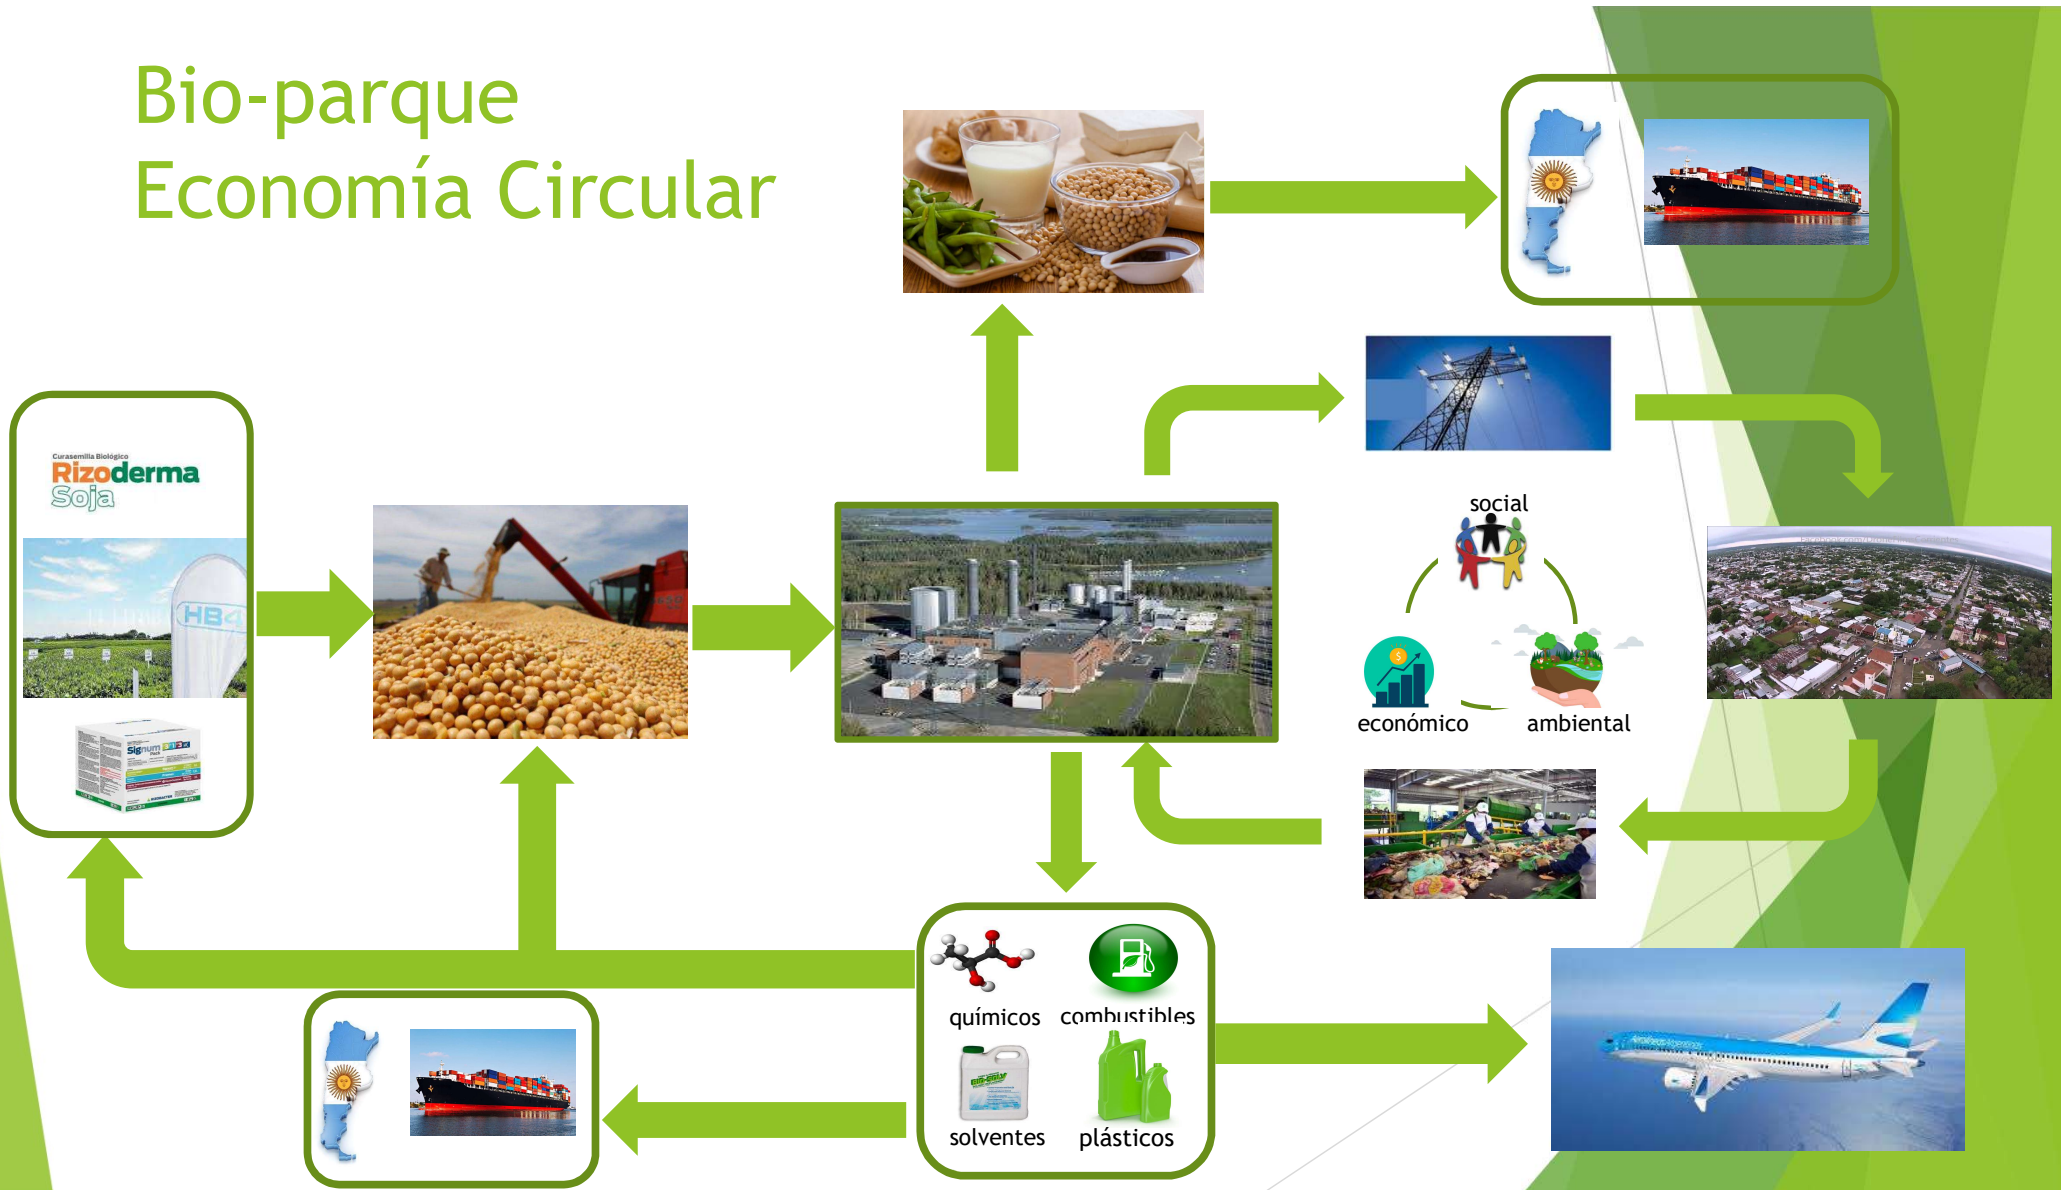 Bio-parque
Economía Circular
Curasemilla Biológico
Rizoderma
Soja
HB4
Signum
social
económico
ambiental
químicos
combustibles
solventes
plásticos